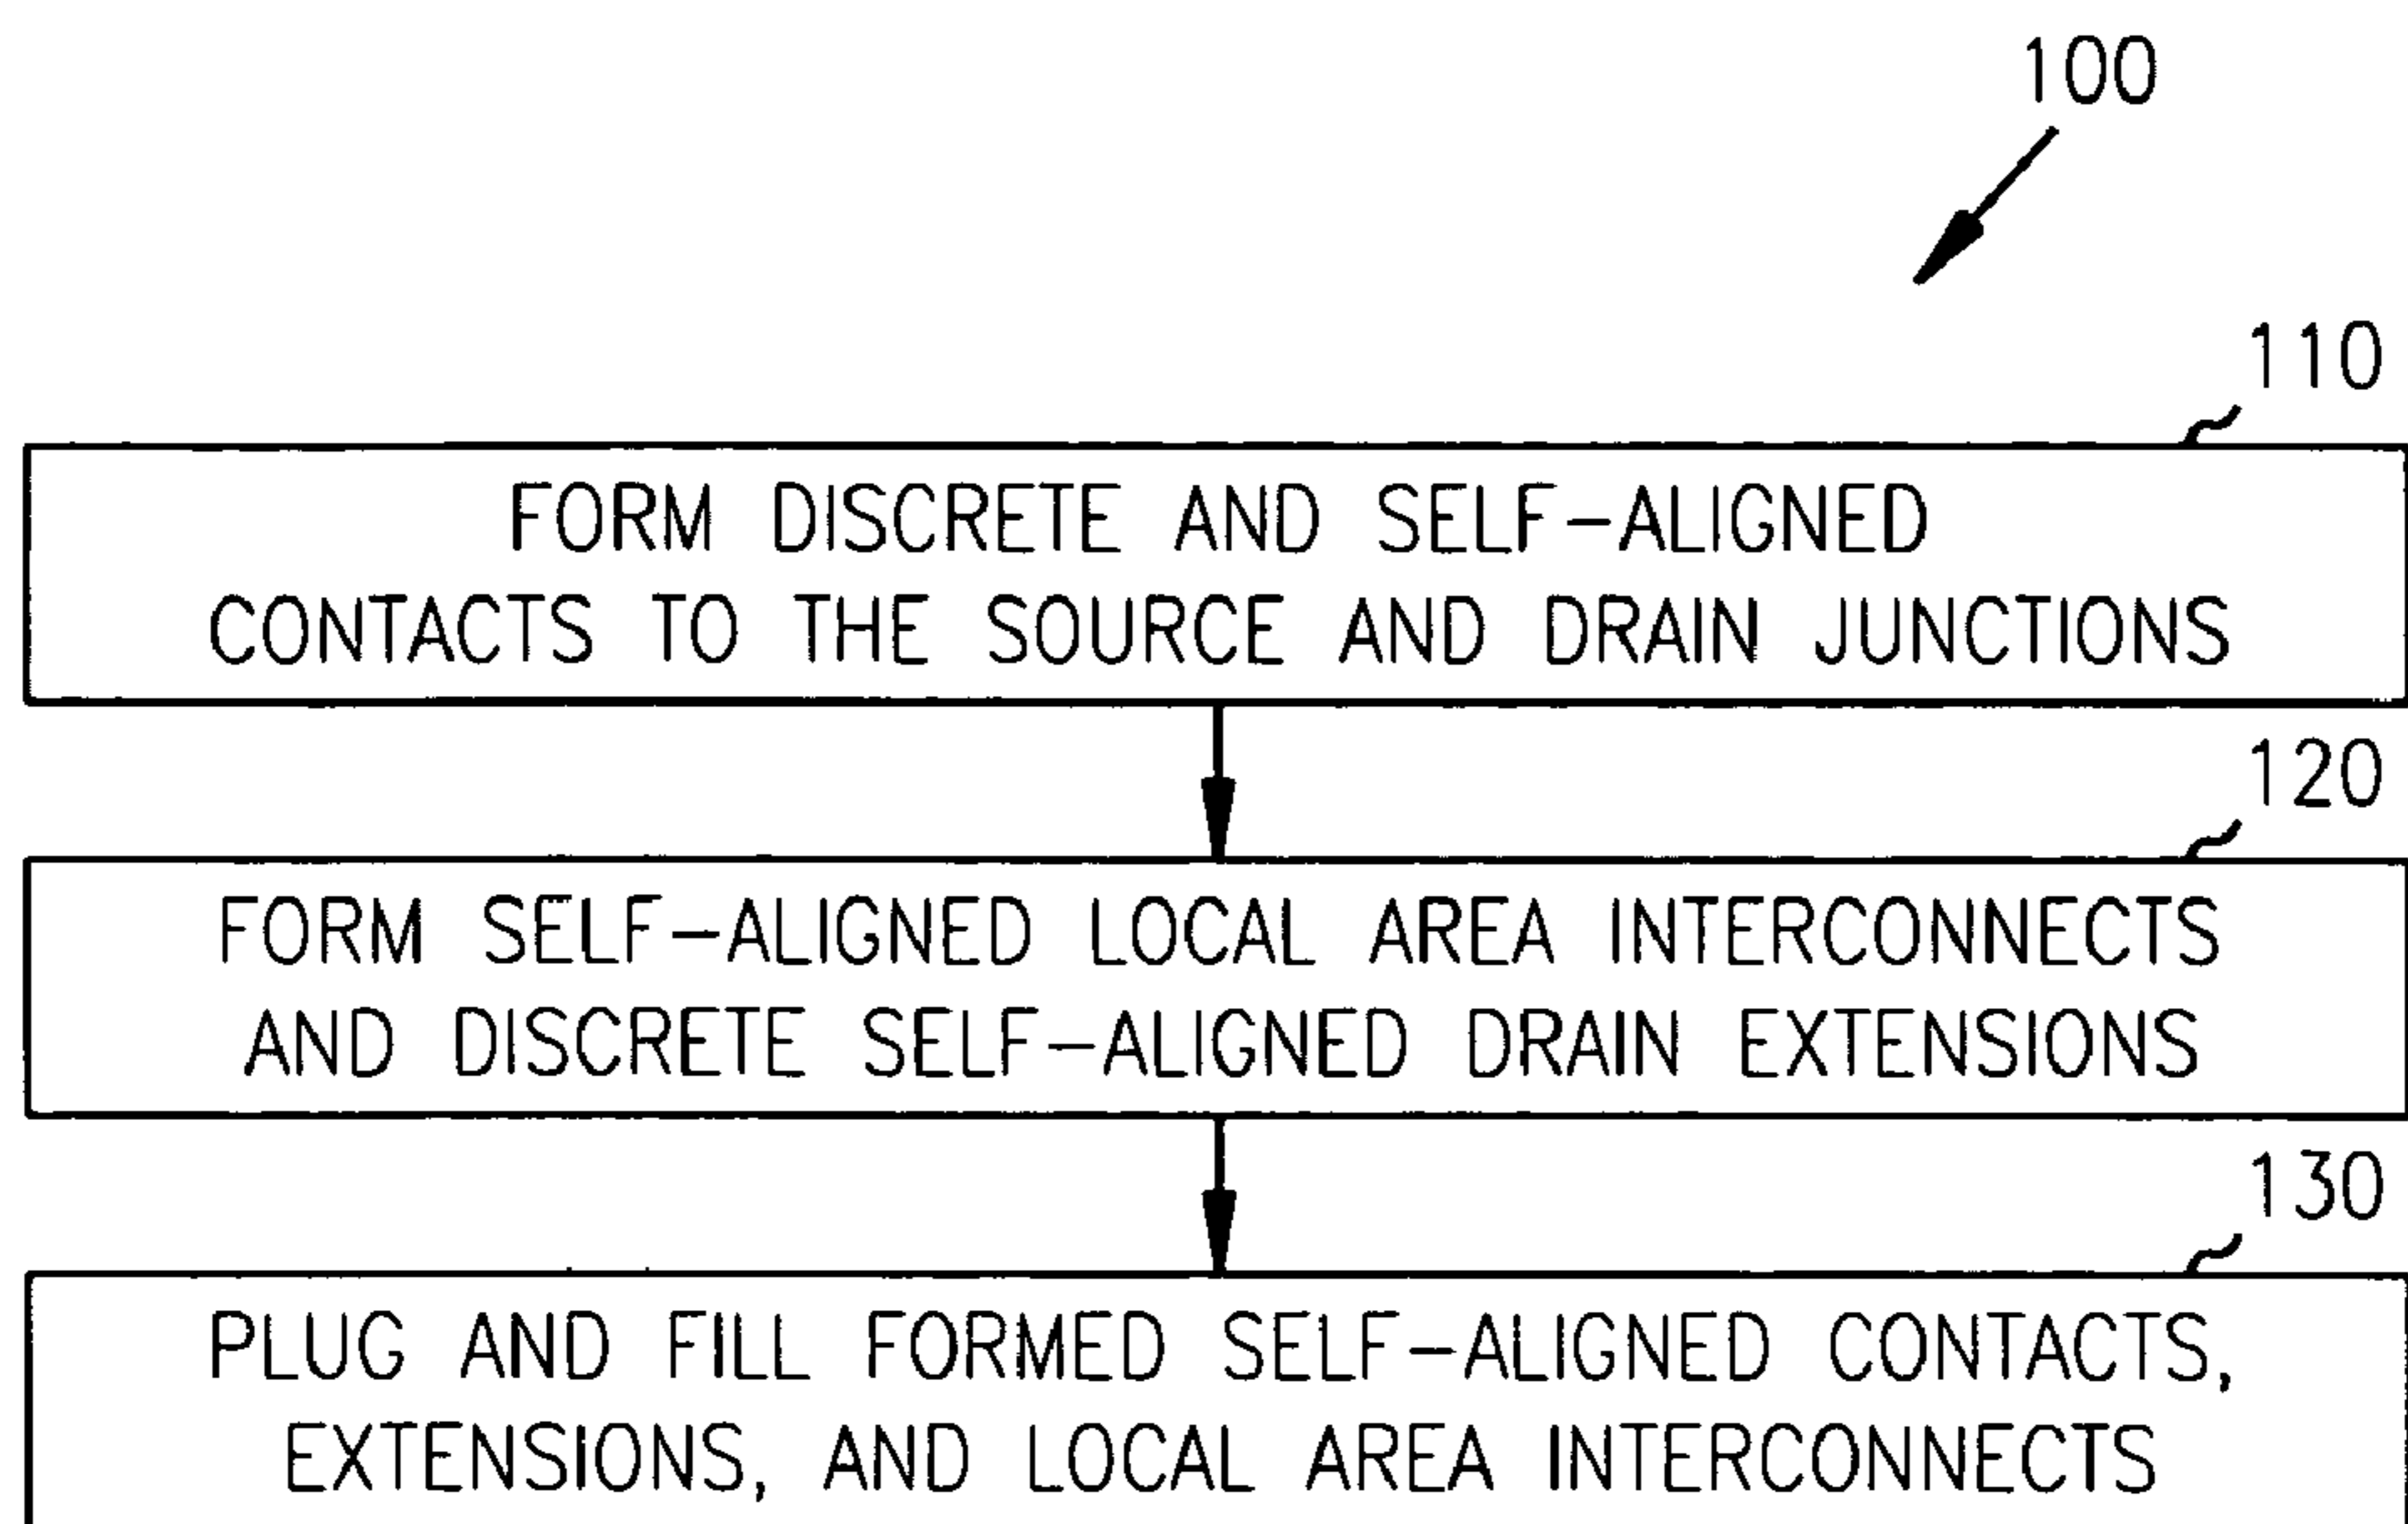 100
110
FORM DISCRETE AND SELF-ALIGNED
CONTACTS TO THE SOURCE AND DRAIN JUNCTIONS
120
FORM SELF-ALIGNED LOCAL AREA INTERCONNECTS
AND DISCRETE SELF-ALIGNED DRAIN EXTENSIONS
130
PLUG AND FILL FORMED SELF-ALIGNED CONTACTS,
EXTENSIONS, AND LOCAL AREA INTERCONNECTS